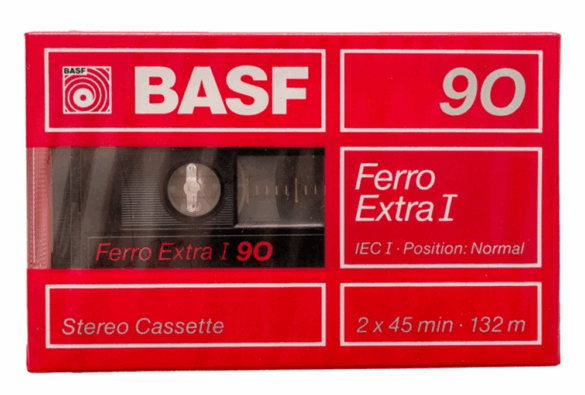 BASF
BASF
90
Ferro
Extra I
IEC I · Position: Normal
Ferro Extra I 90
Stereo Cassette
2 x 45 min · 132 m